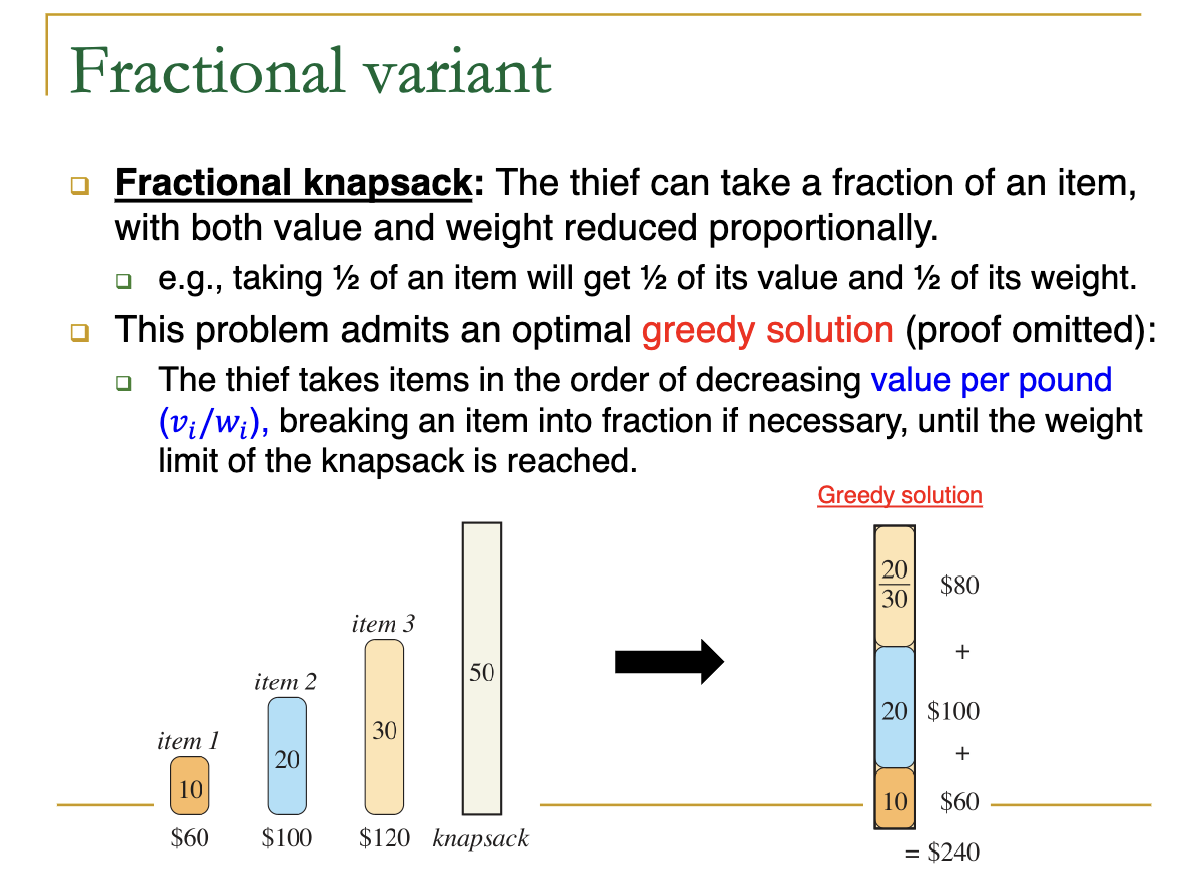 Fractional variant
Fractional knapsack: The thief can take a fraction of an item,
with both value and weight reduced proportionally.
e.g., taking ½ of an item will get ½ of its value and ½ of its weight.
This problem admits an optimal greedy solution (proof omitted):
The thief takes items in the order of decreasing value per pound
(vᵢ/wᵢ), breaking an item into fraction if necessary, until the weight
limit of the knapsack is reached.
item 1
10
$60
item 2
20
$100
item 3
30
$120
50
knapsack
Greedy solution
20
30
$80
+
20 $100
+
10 $60
= $240